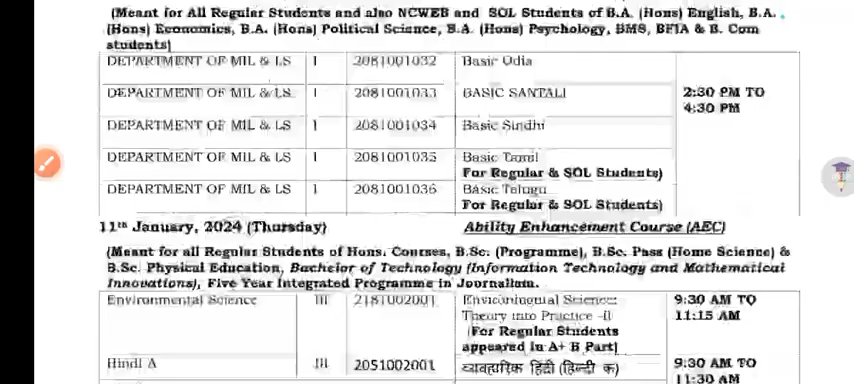 (Meant for All Regular Students and also NCWEB and SOL Students of B.A. (Hons) English, B.A.
(Hons) Economics, B.A. (Hons) Political Science, B.A. (Hons) Psychology, BMS, BFIA & B. Com
students)
DEPARTMENT OF MIL & LS I 2081001032 Basic Odia
DEPARTMENT OF MIL & LS I 2081001033 BASIC SANTALI 2:30 PM TO
4:30 PM
DEPARTMENT OF MIL & LS I 2081001034 Basic Sindhi
DEPARTMENT OF MIL & LS I 2081001035 Basic Tamil
For Regular & SOL Students)
DEPARTMENT OF MIL & LS I 2081001036 Basic Telugu
For Regular & SOL Students)
11th January, 2024 (Thursday) Ability Enhancement Course (AEC)
(Meant for all Regular Students of Hons. Courses, B.Sc. (Programme), B.Sc. Pass (Home Science) &
B.Sc. Physical Education, Bachelor of Technology (Information Technology and Mathematical
Innovations), Five Year Integrated Programme in Journalism.
Environmental Science III 2181002001 Environmental Science: 9:30 AM TO
Theory into Practice -II 11:15 AM
(For Regular Students
appeared in A+ B Part)
Hindi A III 2051002001 व्यवहारिक हिंदी (हिन्दी क) 9:30 AM TO
11:30 AM